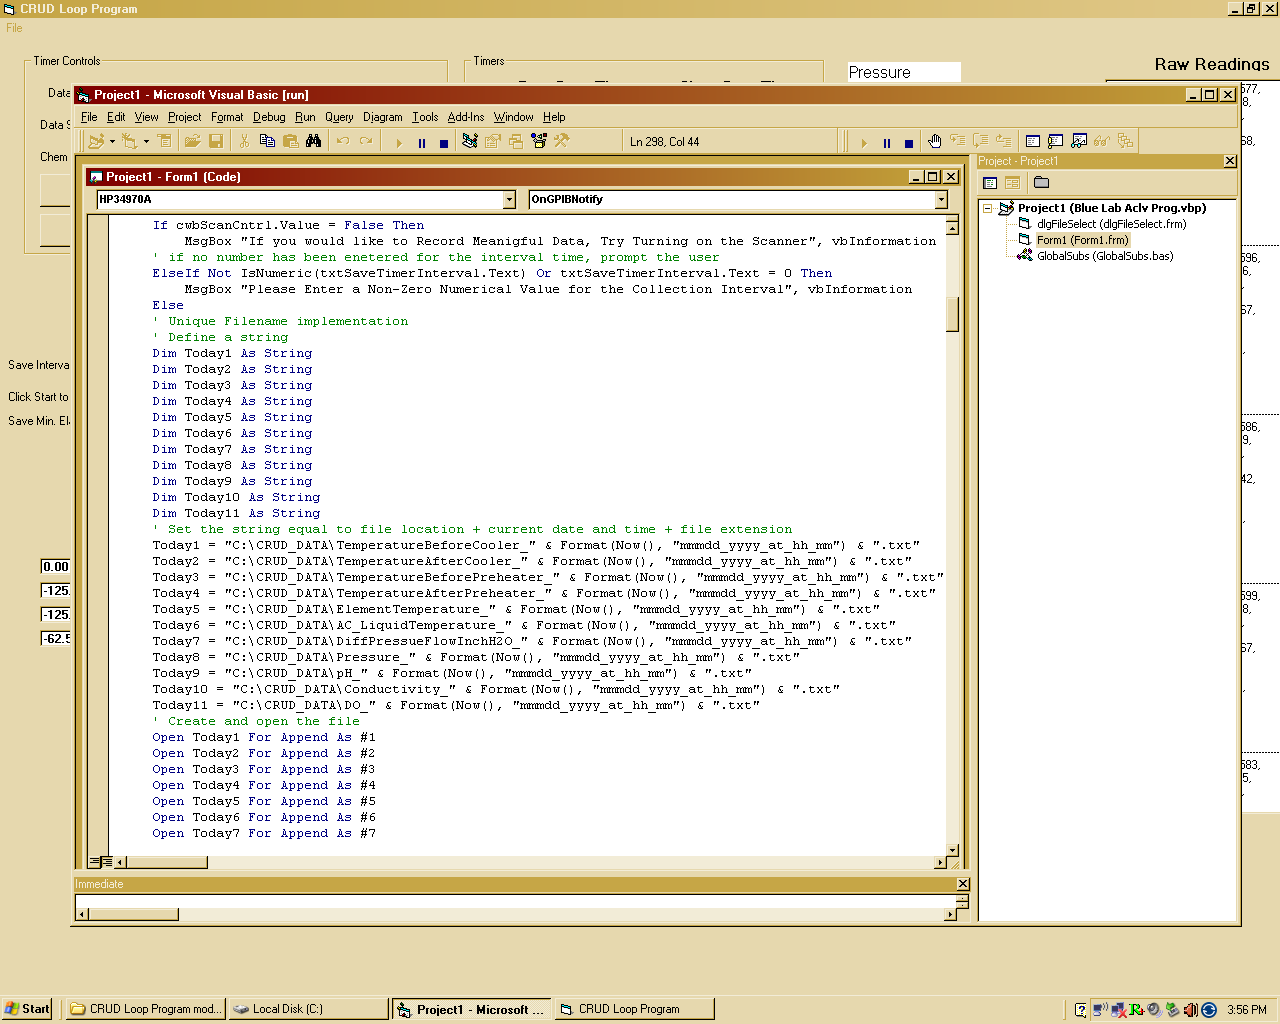 CRUD Loop Program
File
Timer Controls
Timers
Pressure
Raw Readings
Data
Data S
Chem
Save Interva
Click Start to
Save Min. El
0.00
-125.
-125.
-62.5
577,
8,
68,
596,
6,
57,
586,
9,
42,
599,
8,
57,
583,
5,
Project1 - Microsoft Visual Basic [run]
File Edit View Project Format Debug Run Query Diagram Tools Add-Ins Window Help
Ln 298, Col 44
Project1 - Form1 (Code)
HP34970A OnGPIBNotify
If cwbScanCntrl.Value = False Then
MsgBox "If you would like to Record Meanigful Data, Try Turning on the Scanner", vbInformation
' if no number has been enetered for the interval time, prompt the user
ElseIf Not IsNumeric(txtSaveTimerInterval.Text) Or txtSaveTimerInterval.Text = 0 Then
MsgBox "Please Enter a Non-Zero Numerical Value for the Collection Interval", vbInformation
Else
' Unique Filename implementation
' Define a string
Dim Today1 As String
Dim Today2 As String
Dim Today3 As String
Dim Today4 As String
Dim Today5 As String
Dim Today6 As String
Dim Today7 As String
Dim Today8 As String
Dim Today9 As String
Dim Today10 As String
Dim Today11 As String
' Set the string equal to file location + current date and time + file extension
Today1 = "C:\CRUD_DATA\TemperatureBeforeCooler_" & Format(Now(), "mmmdd_yyyy_at_hh_mm") & ".txt"
Today2 = "C:\CRUD_DATA\TemperatureAfterCooler_" & Format(Now(), "mmmdd_yyyy_at_hh_mm") & ".txt"
Today3 = "C:\CRUD_DATA\TemperatureBeforePreheater_" & Format(Now(), "mmmdd_yyyy_at_hh_mm") & ".txt"
Today4 = "C:\CRUD_DATA\TemperatureAfterPreheater_" & Format(Now(), "mmmdd_yyyy_at_hh_mm") & ".txt"
Today5 = "C:\CRUD_DATA\ElementTemperature_" & Format(Now(), "mmmdd_yyyy_at_hh_mm") & ".txt"
Today6 = "C:\CRUD_DATA\AC_LiquidTemperature_" & Format(Now(), "mmmdd_yyyy_at_hh_mm") & ".txt"
Today7 = "C:\CRUD_DATA\DiffPressueFlowInchH2O_" & Format(Now(), "mmmdd_yyyy_at_hh_mm") & ".txt"
Today8 = "C:\CRUD_DATA\Pressure_" & Format(Now(), "mmmdd_yyyy_at_hh_mm") & ".txt"
Today9 = "C:\CRUD_DATA\pH_" & Format(Now(), "mmmdd_yyyy_at_hh_mm") & ".txt"
Today10 = "C:\CRUD_DATA\Conductivity_" & Format(Now(), "mmmdd_yyyy_at_hh_mm") & ".txt"
Today11 = "C:\CRUD_DATA\DO_" & Format(Now(), "mmmdd_yyyy_at_hh_mm") & ".txt"
' Create and open the file
Open Today1 For Append As #1
Open Today2 For Append As #2
Open Today3 For Append As #3
Open Today4 For Append As #4
Open Today5 For Append As #5
Open Today6 For Append As #6
Open Today7 For Append As #7
Immediate
Project - Project1
Project1 (Blue Lab Aclv Prog.vbp)
dlgFileSelect (dlgFileSelect.frm)
Form1 (Form1.frm)
GlobalSubs (GlobalSubs.bas)
Start
CRUD Loop Program mod...
Local Disk (C:)
Project1 - Microsoft ...
CRUD Loop Program
3:56 PM